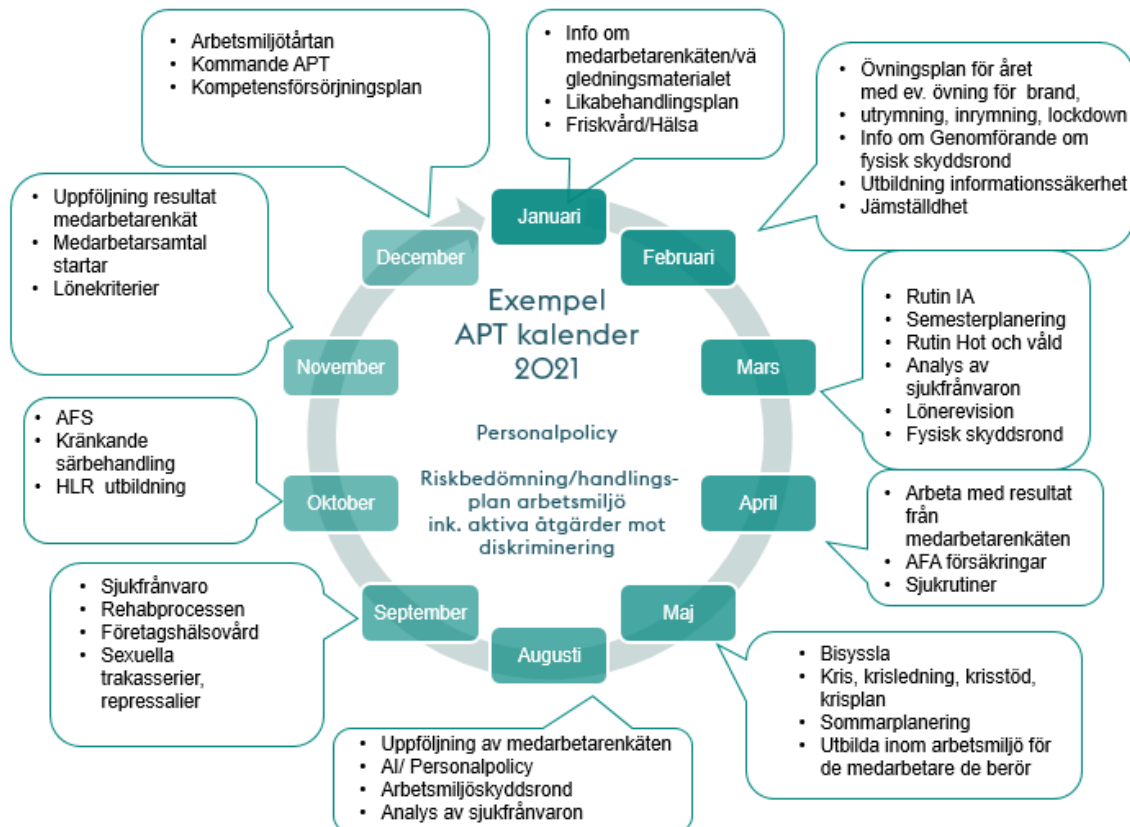 Exempel
APT kalender
2021
Personalpolicy
Riskbedömning/handlings-
plan arbetsmiljö
ink. aktiva åtgärder mot
diskriminering
Januari
• Info om
medarbetarenkäten/vä
gledningsmaterialet
• Likabehandlingsplan
• Friskvård/Hälsa
Februari
• Övningsplan för året
med ev. övning för brand,
• utrymning, inrymning, lockdown
• Info om Genomförande om
fysisk skyddsrond
• Utbildning informationssäkerhet
• Jämställdhet
Mars
• Rutin IA
• Semesterplanering
• Rutin Hot och våld
• Analys av
sjukfrånvaron
• Lönerevision
• Fysisk skyddsrond
April
• Arbeta med resultat
från
medarbetarenkäten
• AFA försäkringar
• Sjukrutiner
Maj
• Bisyssla
• Kris, krisledning, krisstöd,
krisplan
• Sommarplanering
• Utbilda inom arbetsmiljö för
de medarbetare de berör
Augusti
• Uppföljning av medarbetarenkäten
• AI/ Personalpolicy
• Arbetsmiljöskyddsrond
• Analys av sjukfrånvaron
September
• Sjukfrånvaro
• Rehabprocessen
• Företagshälsovård
• Sexuella
trakasserier,
repressalier
Oktober
• AFS
• Kränkande
särbehandling
• HLR utbildning
November
• Uppföljning resultat
medarbetarenkät
• Medarbetarsamtal
startar
• Lönekriterier
December
• Arbetsmiljötårtan
• Kommande APT
• Kompetensförsörjningsplan